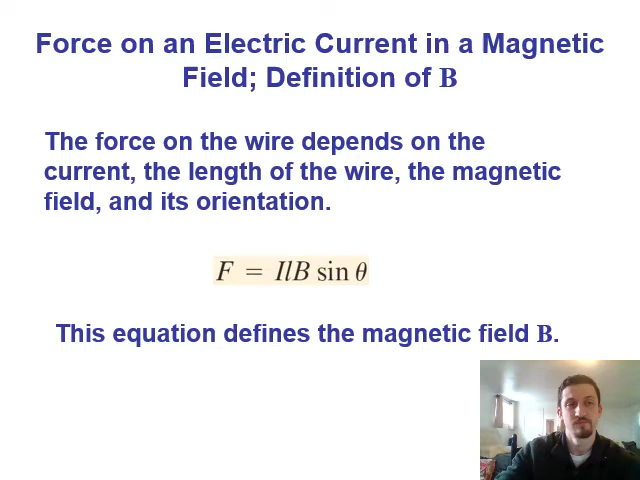 Force on an Electric Current in a Magnetic
Field; Definition of B
The force on the wire depends on the
current, the length of the wire, the magnetic
field, and its orientation.
F = IlB sin θ
This equation defines the magnetic field B.